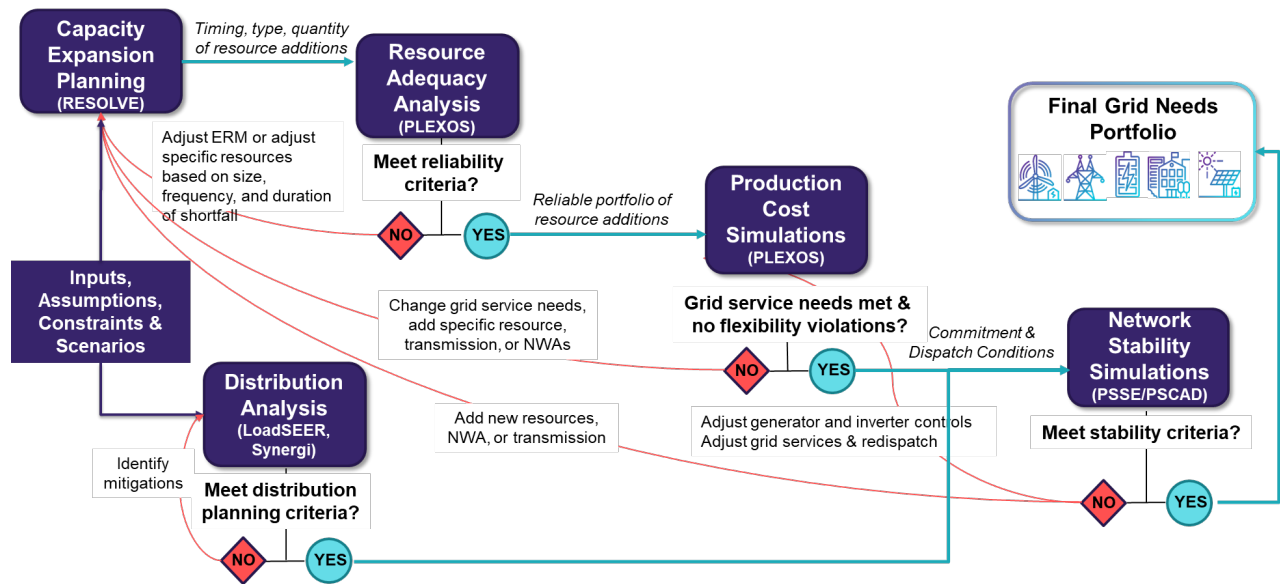 Capacity
Expansion
Planning
(RESOLVE)
Timing, type, quantity
of resource additions
Resource
Adequacy
Analysis
(PLEXOS)
Final Grid Needs
Portfolio
Adjust ERM or adjust
specific resources
based on size,
frequency, and duration
of shortfall
Meet reliability
criteria?
NO
YES
Reliable portfolio of
resource additions
Production
Cost
Simulations
(PLEXOS)
Inputs,
Assumptions,
Constraints &
Scenarios
Change grid service needs,
add specific resource,
transmission, or NWAs
Grid service needs met &
no flexibility violations?
NO
YES
Commitment &
Dispatch Conditions
Network
Stability
Simulations
(PSSE/PSCAD)
Distribution
Analysis
(LoadSEER,
Synergi)
Add new resources,
NWA, or transmission
Adjust generator and inverter controls
Adjust grid services & redispatch
Meet stability criteria?
Identify
mitigations
Meet distribution
planning criteria?
NO
YES
NO
YES